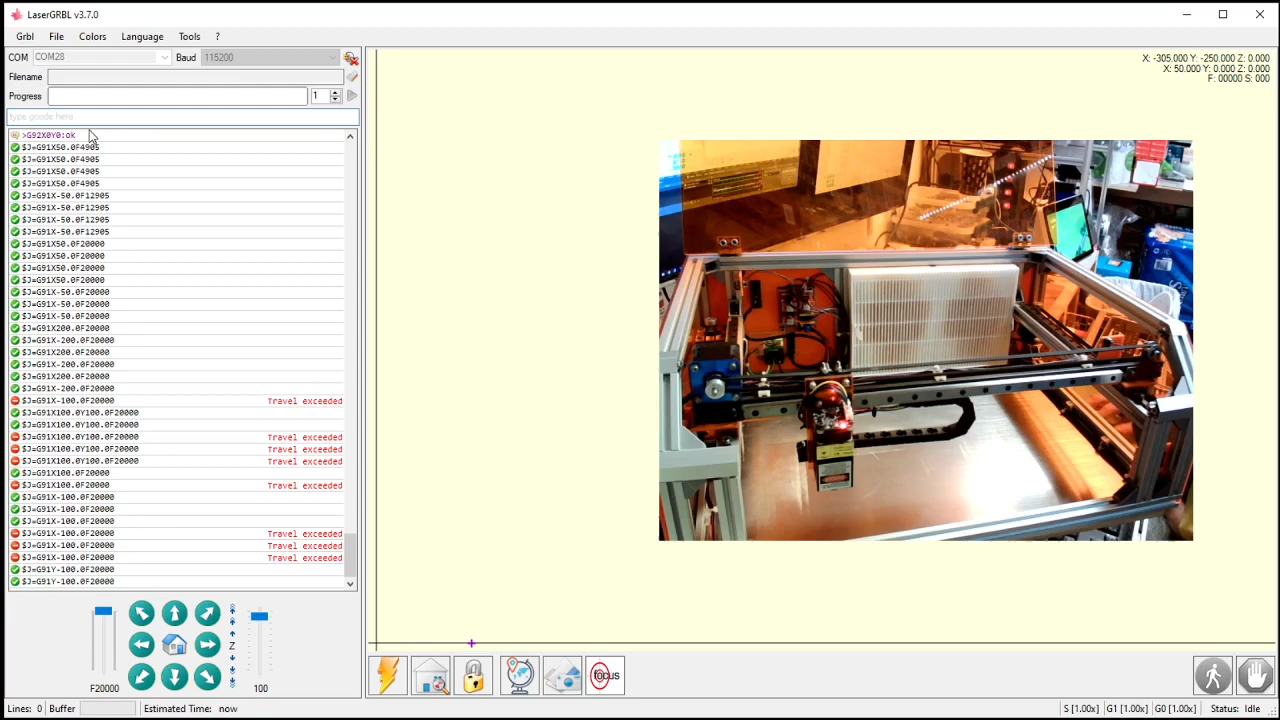 LaserGRBL v3.7.0
Grbl File Colors Language Tools ?
COM COM28 Baud 115200
Filename
Progress 1
type gcode here
>G92X0Y0:ok
$J=G91X50.0F4905
$J=G91X50.0F4905
$J=G91X50.0F4905
$J=G91X50.0F4905
$J=G91X-50.0F12905
$J=G91X-50.0F12905
$J=G91X-50.0F12905
$J=G91X-50.0F12905
$J=G91X50.0F20000
$J=G91X50.0F20000
$J=G91X50.0F20000
$J=G91X50.0F20000
$J=G91X-50.0F20000
$J=G91X-50.0F20000
$J=G91X-50.0F20000
$J=G91X200.0F20000
$J=G91X-200.0F20000
$J=G91X200.0F20000
$J=G91X-200.0F20000
$J=G91X200.0F20000
$J=G91X-200.0F20000
$J=G91X-100.0F20000 Travel exceeded
$J=G91X100.0Y100.0F20000
$J=G91X100.0Y100.0F20000
$J=G91X100.0Y100.0F20000 Travel exceeded
$J=G91X100.0Y100.0F20000 Travel exceeded
$J=G91X100.0Y100.0F20000 Travel exceeded
$J=G91X100.0F20000
$J=G91X100.0F20000 Travel exceeded
$J=G91X-100.0F20000
$J=G91X-100.0F20000
$J=G91X-100.0F20000
$J=G91X-100.0F20000 Travel exceeded
$J=G91X-100.0F20000 Travel exceeded
$J=G91X-100.0F20000 Travel exceeded
$J=G91Y-100.0F20000
$J=G91Y-100.0F20000
Z
F20000 100
X: -305.000 Y: -250.000 Z: 0.000
X: 50.000 Y: 0.000 Z: 0.000
F: 00000 S: 000
focus
Lines: 0 Buffer Estimated Time: now S [1.00x] G1 [1.00x] G0 [1.00x] Status: Idle